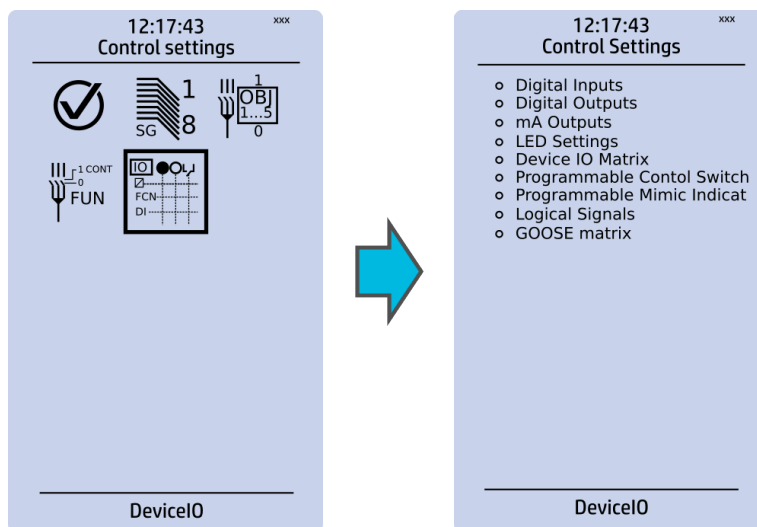 12:17:43
xxx
Control settings
1
SG 8
1
OBJ
1...5
0
1 CONT
0
FUN
IO
FCN
DI
DeviceIO
12:17:43
xxx
Control Settings
Digital Inputs
Digital Outputs
mA Outputs
LED Settings
Device IO Matrix
Programmable Contol Switch
Programmable Mimic Indicat
Logical Signals
GOOSE matrix
DeviceIO